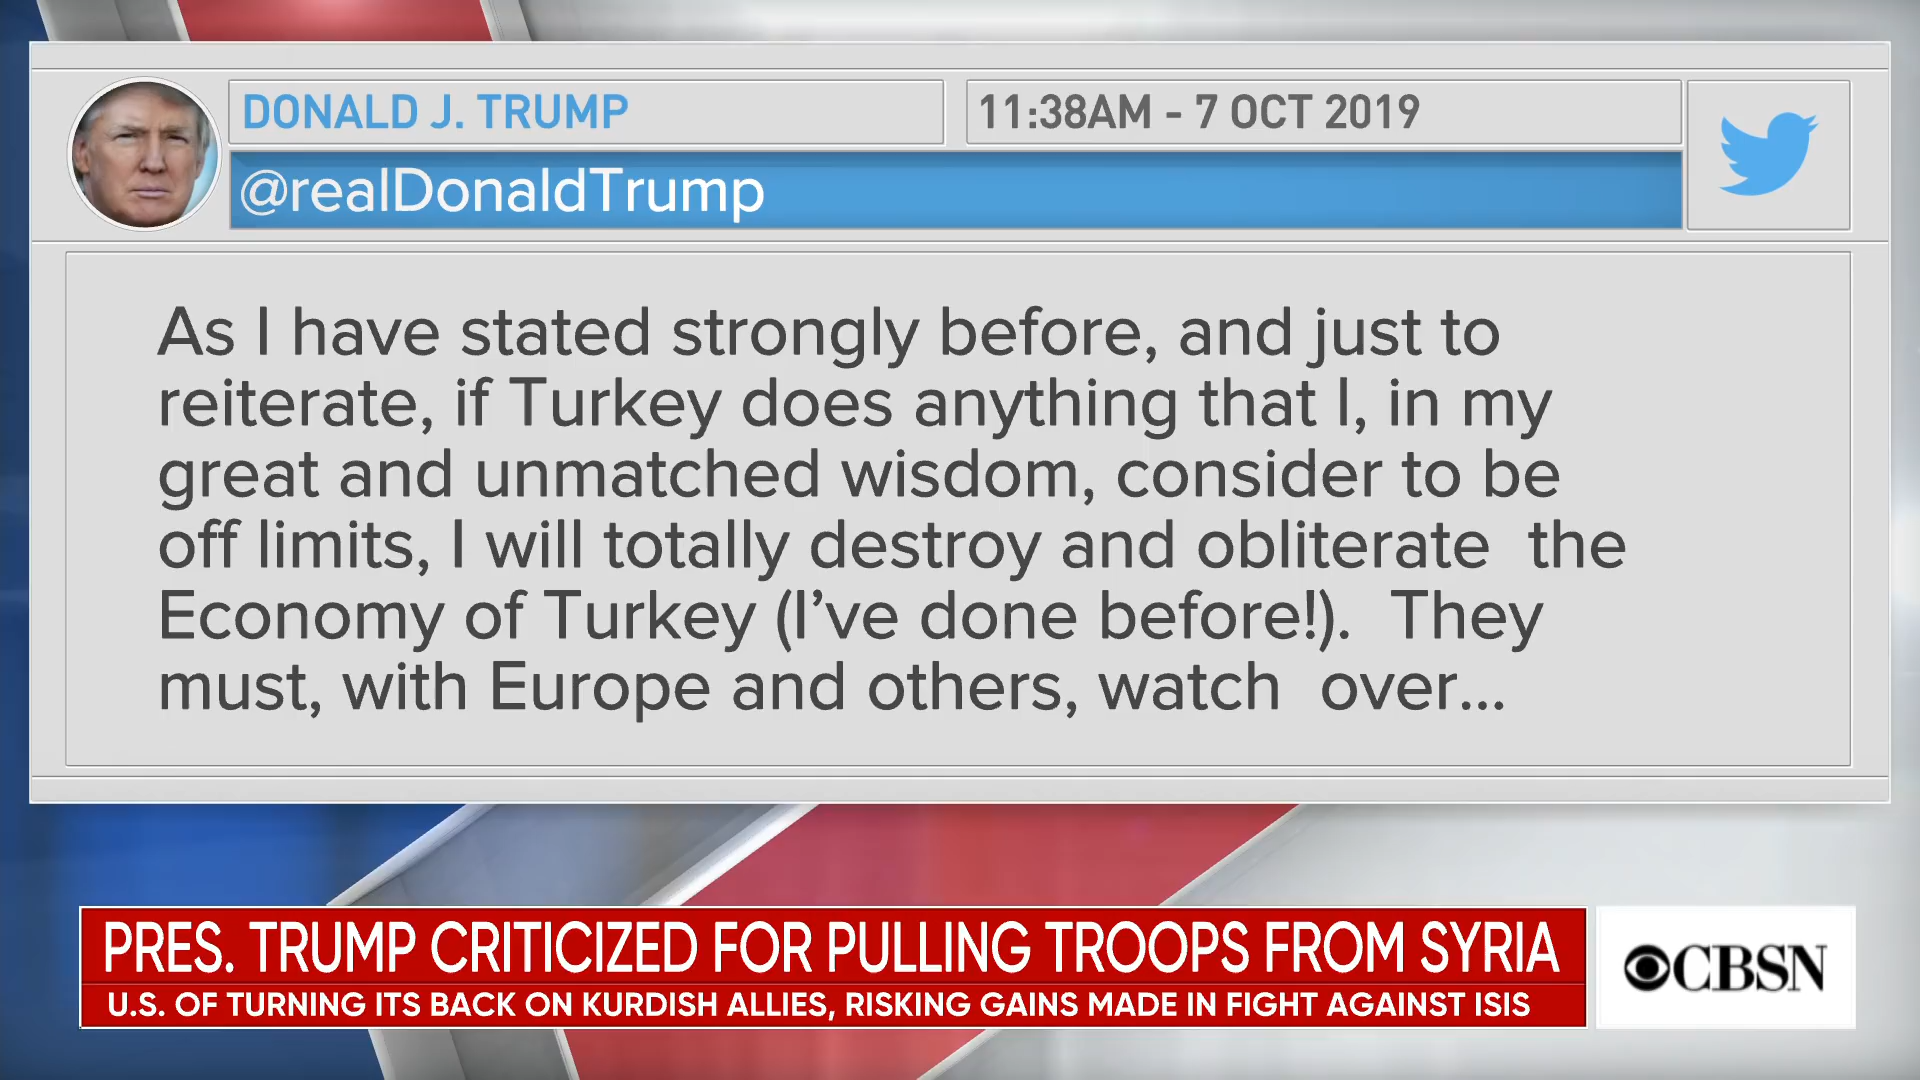 DONALD J. TRUMP
11:38AM - 7 OCT 2019
@realDonaldTrump
As I have stated strongly before, and just to
reiterate, if Turkey does anything that I, in my
great and unmatched wisdom, consider to be
off limits, I will totally destroy and obliterate  the
Economy of Turkey (I’ve done before!).  They
must, with Europe and others, watch  over...
PRES. TRUMP CRITICIZED FOR PULLING TROOPS FROM SYRIA
U.S. OF TURNING ITS BACK ON KURDISH ALLIES, RISKING GAINS MADE IN FIGHT AGAINST ISIS
CBSN